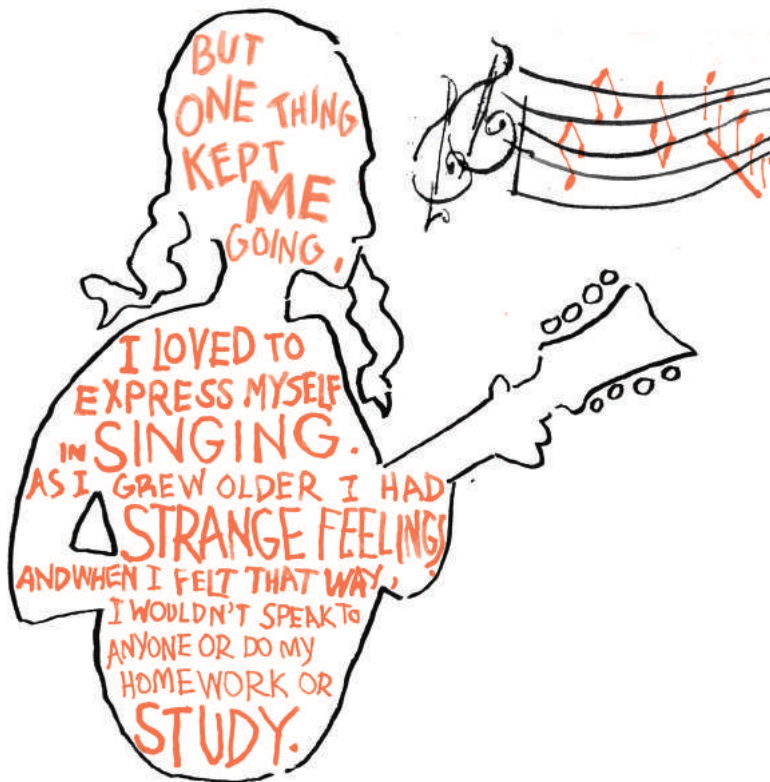 BUT
ONE THING
KEPT
ME
GOING,
I LOVED TO
EXPRESS MYSELF
IN SINGING.
AS I GREW OLDER I HAD
STRANGE FEELINGS
AND WHEN I FELT THAT WAY,
I WOULDN'T SPEAK TO
ANYONE OR DO MY
HOMEWORK OR
STUDY.